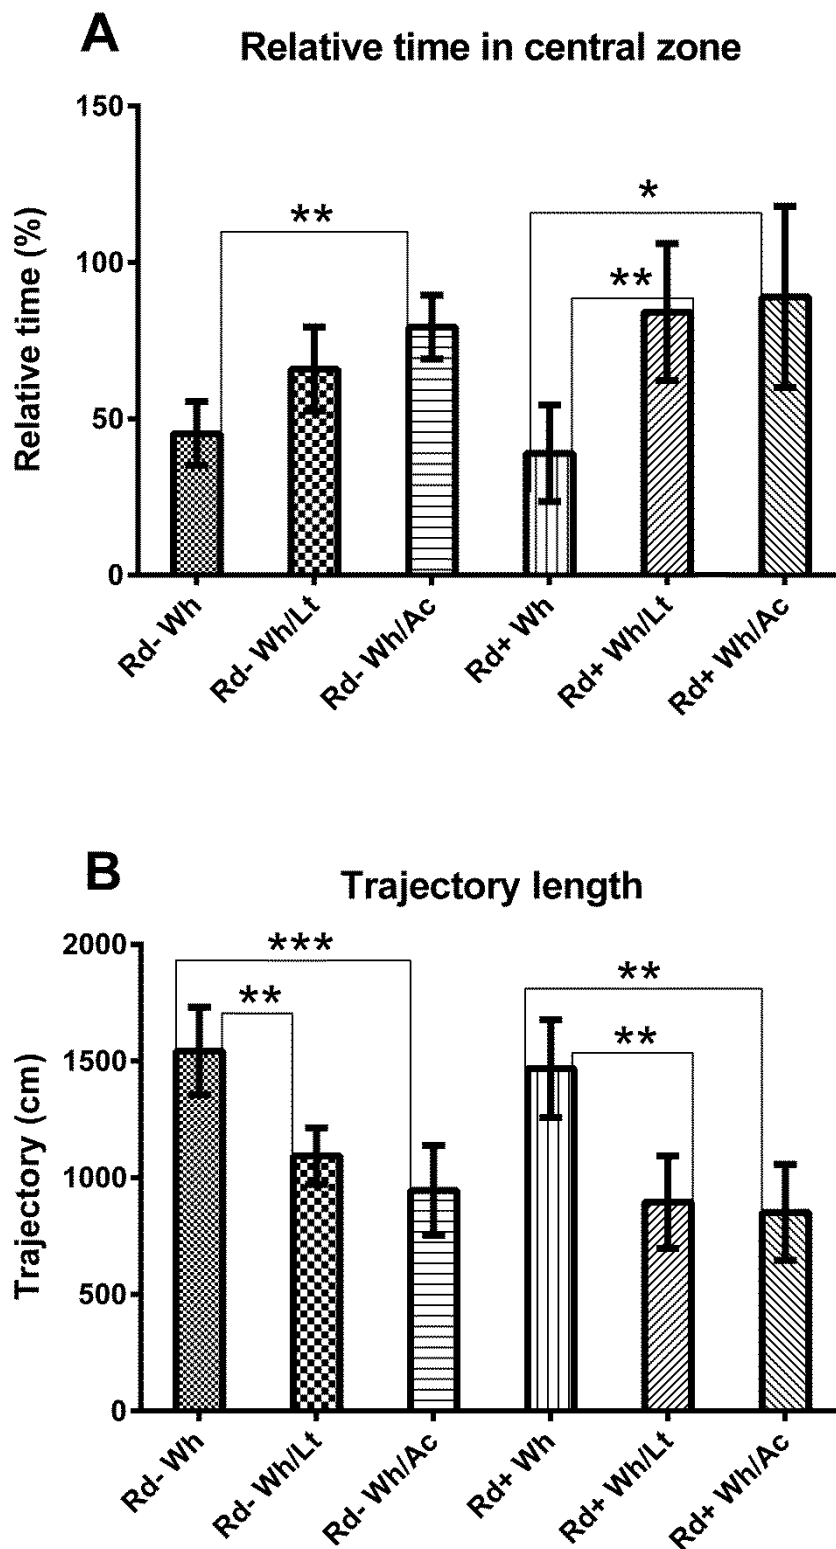 A Relative time in central zone
150
100
50
0
Relative time (%)
**
*
**
Rd- Wh
Rd- Wh/Lt
Rd- Wh/Ac
Rd+ Wh
Rd+ Wh/Lt
Rd+ Wh/Ac
B Trajectory length
2000
1500
1000
500
0
Trajectory (cm)
***
**
**
**
Rd- Wh
Rd- Wh/Lt
Rd- Wh/Ac
Rd+ Wh
Rd+ Wh/Lt
Rd+ Wh/Ac